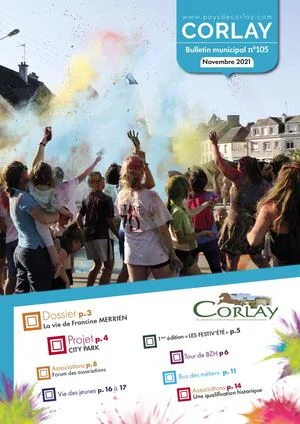 www.paysdecorlay.com
CORLAY
Bulletin municipal n°105
Novembre 2021
Dossier p.3
La vie de Francine MERRIEN
Projet p.4
CITY PARK
Associations p.8
Forum des associations
Vie des jeunes p.16 à 17
CORLAY
1ère édition « LES FESTIV'ÉTÉ » p.5
Tour de BZH p6
Bus des métiers p.11
Associations p.14
Une qualification historique